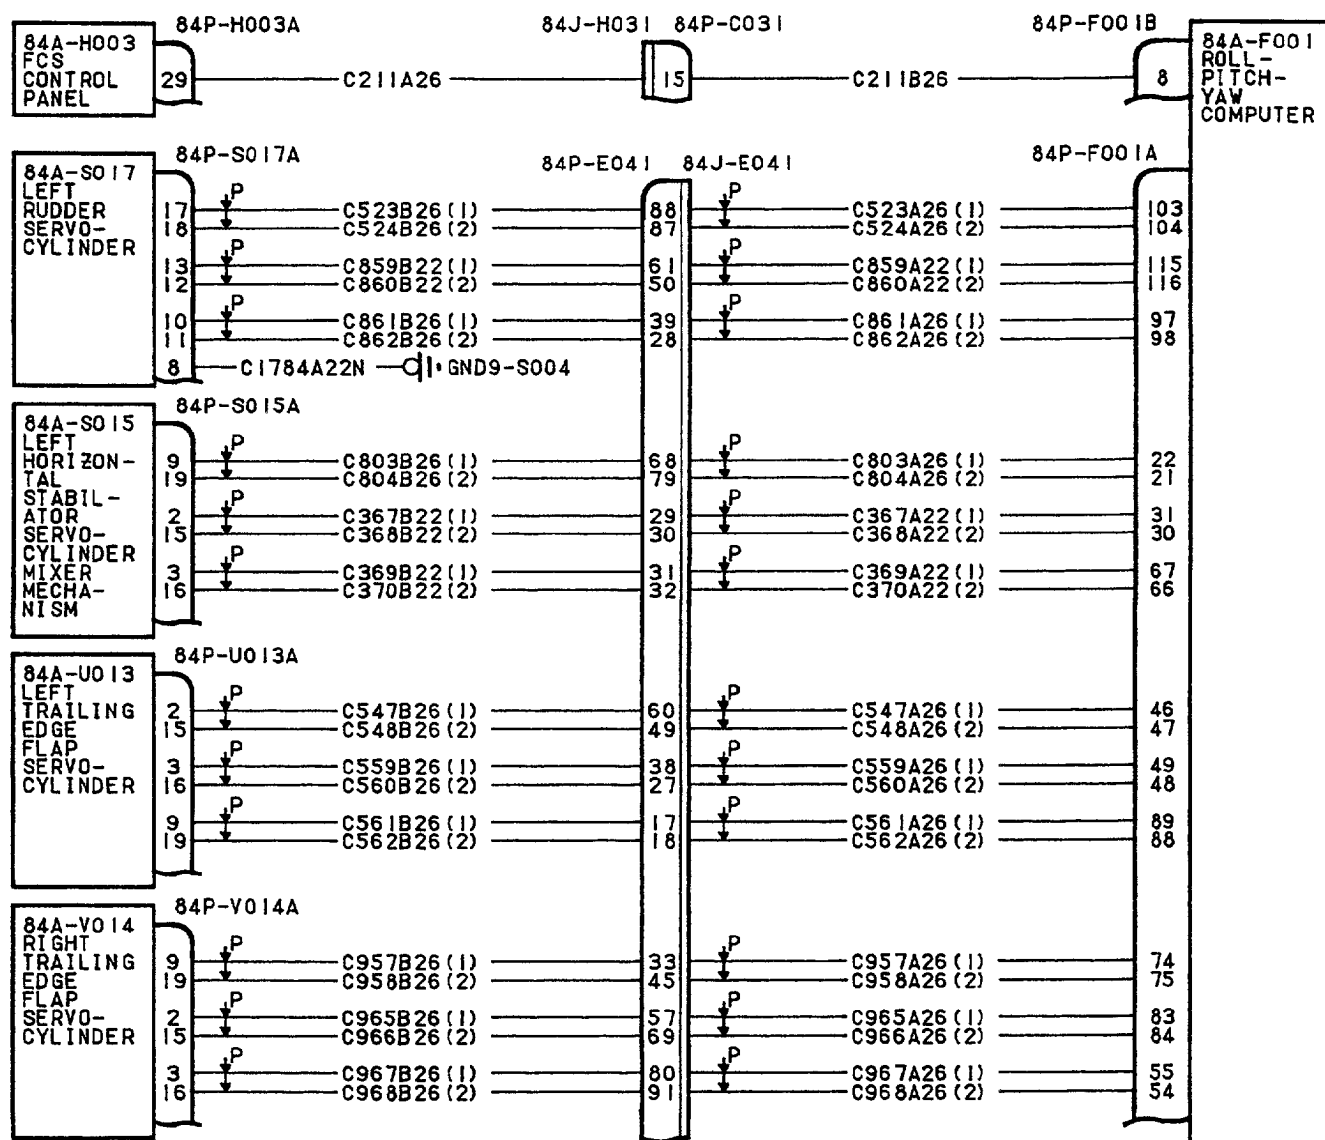 84P-H003A 84J-H031 84P-C031 84P-F001B
84A-H003
FCS
CONTROL
PANEL
29 C211A26 15 C211B26 8
84A-F001
ROLL-
PITCH-
YAW
COMPUTER
84P-S017A 84P-E041 84J-E041 84P-F001A
84A-S017
LEFT
RUDDER
SERVO-
CYLINDER
P P
17 C523B26(1) 88 C523A26(1) 103
18 C524B26(2) 87 C524A26(2) 104
P P
13 C859B22(1) 61 C859A22(1) 115
12 C860B22(2) 50 C860A22(2) 116
P P
10 C861B26(1) 39 C861A26(1) 97
11 C862B26(2) 28 C862A26(2) 98
8 C1784A22N GND9-S004
84P-S015A
84A-S015
LEFT
HORIZON-
TAL
STABIL-
ATOR
SERVO-
CYLINDER
MIXER
MECHA-
NISM
P P
9 C803B26(1) 68 C803A26(1) 22
19 C804B26(2) 79 C804A26(2) 21
P P
2 C367B22(1) 29 C367A22(1) 31
15 C368B22(2) 30 C368A22(2) 30
P P
3 C369B22(1) 31 C369A22(1) 67
16 C370B22(2) 32 C370A22(2) 66
84P-U013A
84A-U013
LEFT
TRAILING
EDGE
FLAP
SERVO-
CYLINDER
P P
2 C547B26(1) 60 C547A26(1) 46
15 C548B26(2) 49 C548A26(2) 47
P P
3 C559B26(1) 38 C559A26(1) 49
16 C560B26(2) 27 C560A26(2) 48
P P
9 C561B26(1) 17 C561A26(1) 89
19 C562B26(2) 18 C562A26(2) 88
84P-V014A
84A-V014
RIGHT
TRAILING
EDGE
FLAP
SERVO-
CYLINDER
P P
9 C957B26(1) 33 C957A26(1) 74
19 C958B26(2) 45 C958A26(2) 75
P P
2 C965B26(1) 57 C965A26(1) 83
15 C966B26(2) 69 C966A26(2) 84
P P
3 C967B26(1) 80 C967A26(1) 55
16 C968B26(2) 91 C968A26(2) 54